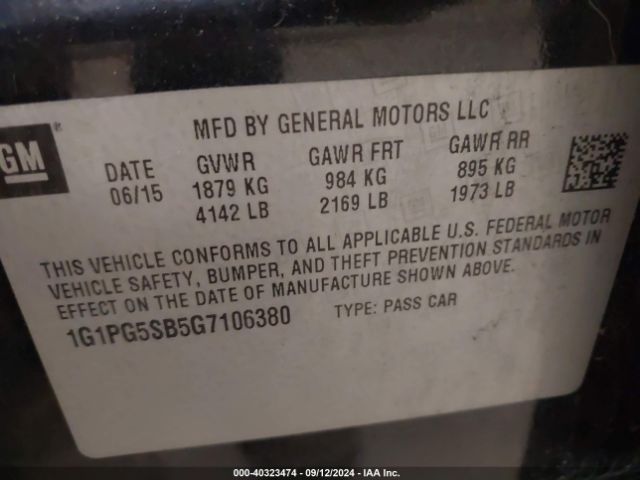 GM ®
MFD BY GENERAL MOTORS LLC
DATE GVWR GAWR FRT GAWR RR
06/15 1879 KG 984 KG 895 KG
4142 LB 2169 LB 1973 LB
THIS VEHICLE CONFORMS TO ALL APPLICABLE U.S. FEDERAL MOTOR
VEHICLE SAFETY, BUMPER, AND THEFT PREVENTION STANDARDS IN
EFFECT ON THE DATE OF MANUFACTURE SHOWN ABOVE.
1G1PG5SB5G7106380 TYPE: PASS CAR
000-40323474 - 09/12/2024 - IAA Inc.